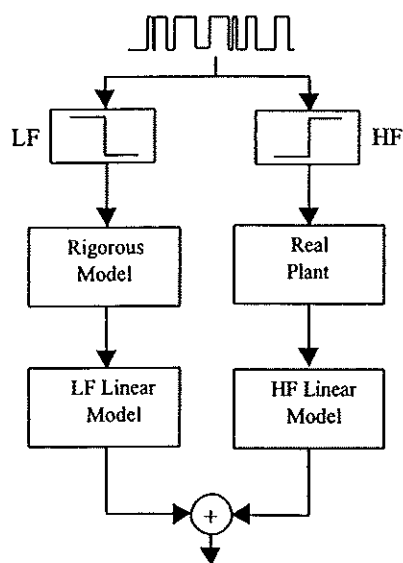 LF
HF
Rigorous
Model
Real
Plant
LF Linear
Model
HF Linear
Model
+